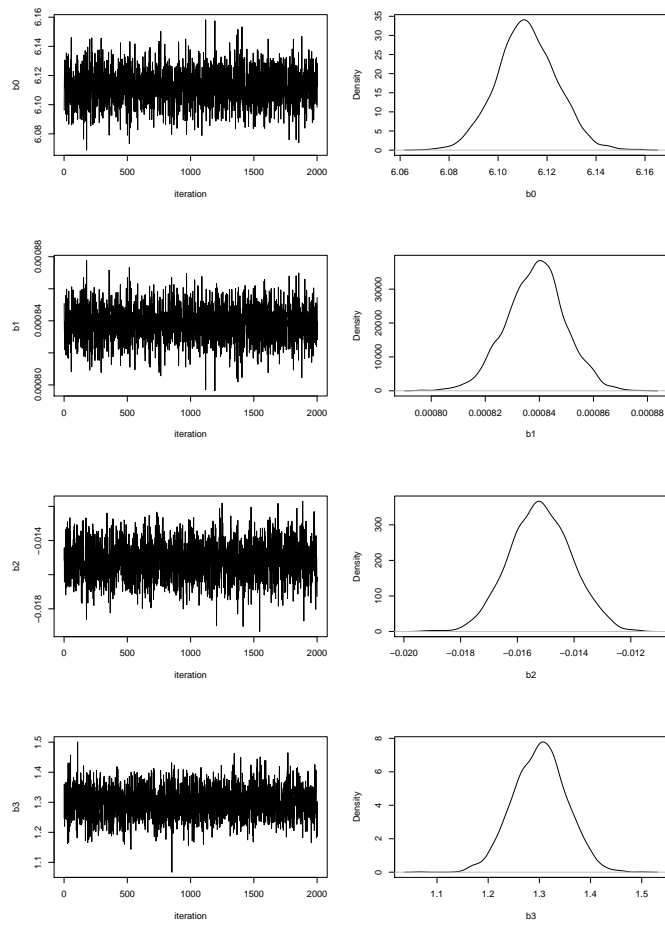 6.08 6.10 6.12 6.14 6.16
b0
0 500 1000 1500 2000
iteration
0 5 10 15 20 25 30 35
Density
6.06 6.08 6.10 6.12 6.14 6.16
b0
0.00080 0.00084 0.00088
b1
0 500 1000 1500 2000
iteration
0 10000 20000 30000
Density
0.00080 0.00082 0.00084 0.00086 0.00088
b1
−0.018 −0.014
b2
0 500 1000 1500 2000
iteration
0 100 200 300
Density
−0.020 −0.018 −0.016 −0.014 −0.012
b2
1.1 1.2 1.3 1.4 1.5
b3
0 500 1000 1500 2000
iteration
0 2 4 6 8
Density
1.1 1.2 1.3 1.4 1.5
b3